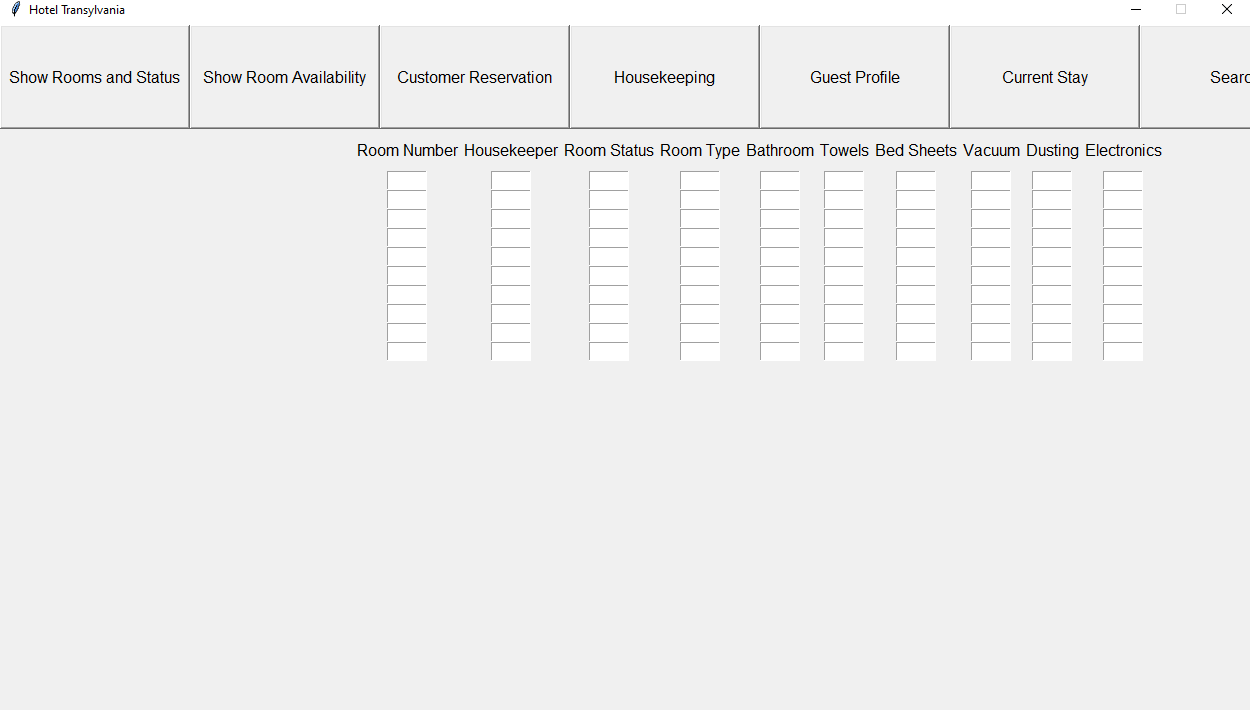 Hotel Transylvania
Show Rooms and Status Show Room Availability Customer Reservation Housekeeping Guest Profile Current Stay Searc
Room Number Housekeeper Room Status Room Type Bathroom Towels Bed Sheets Vacuum Dusting Electronics